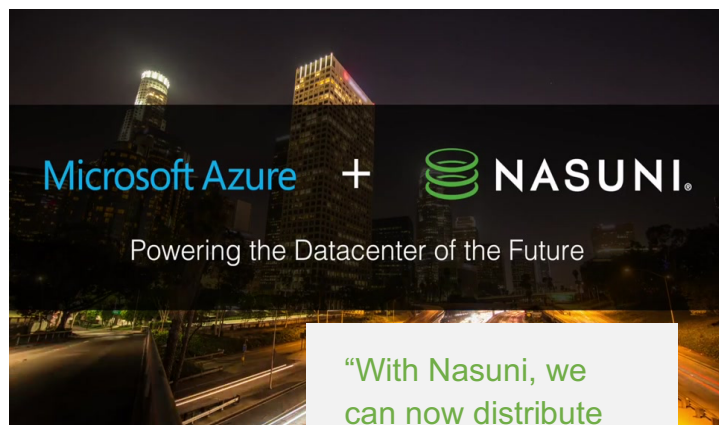 Microsoft Azure + NASUNI®
Powering the Datacenter of the Future
“With Nasuni, we
can now distribute